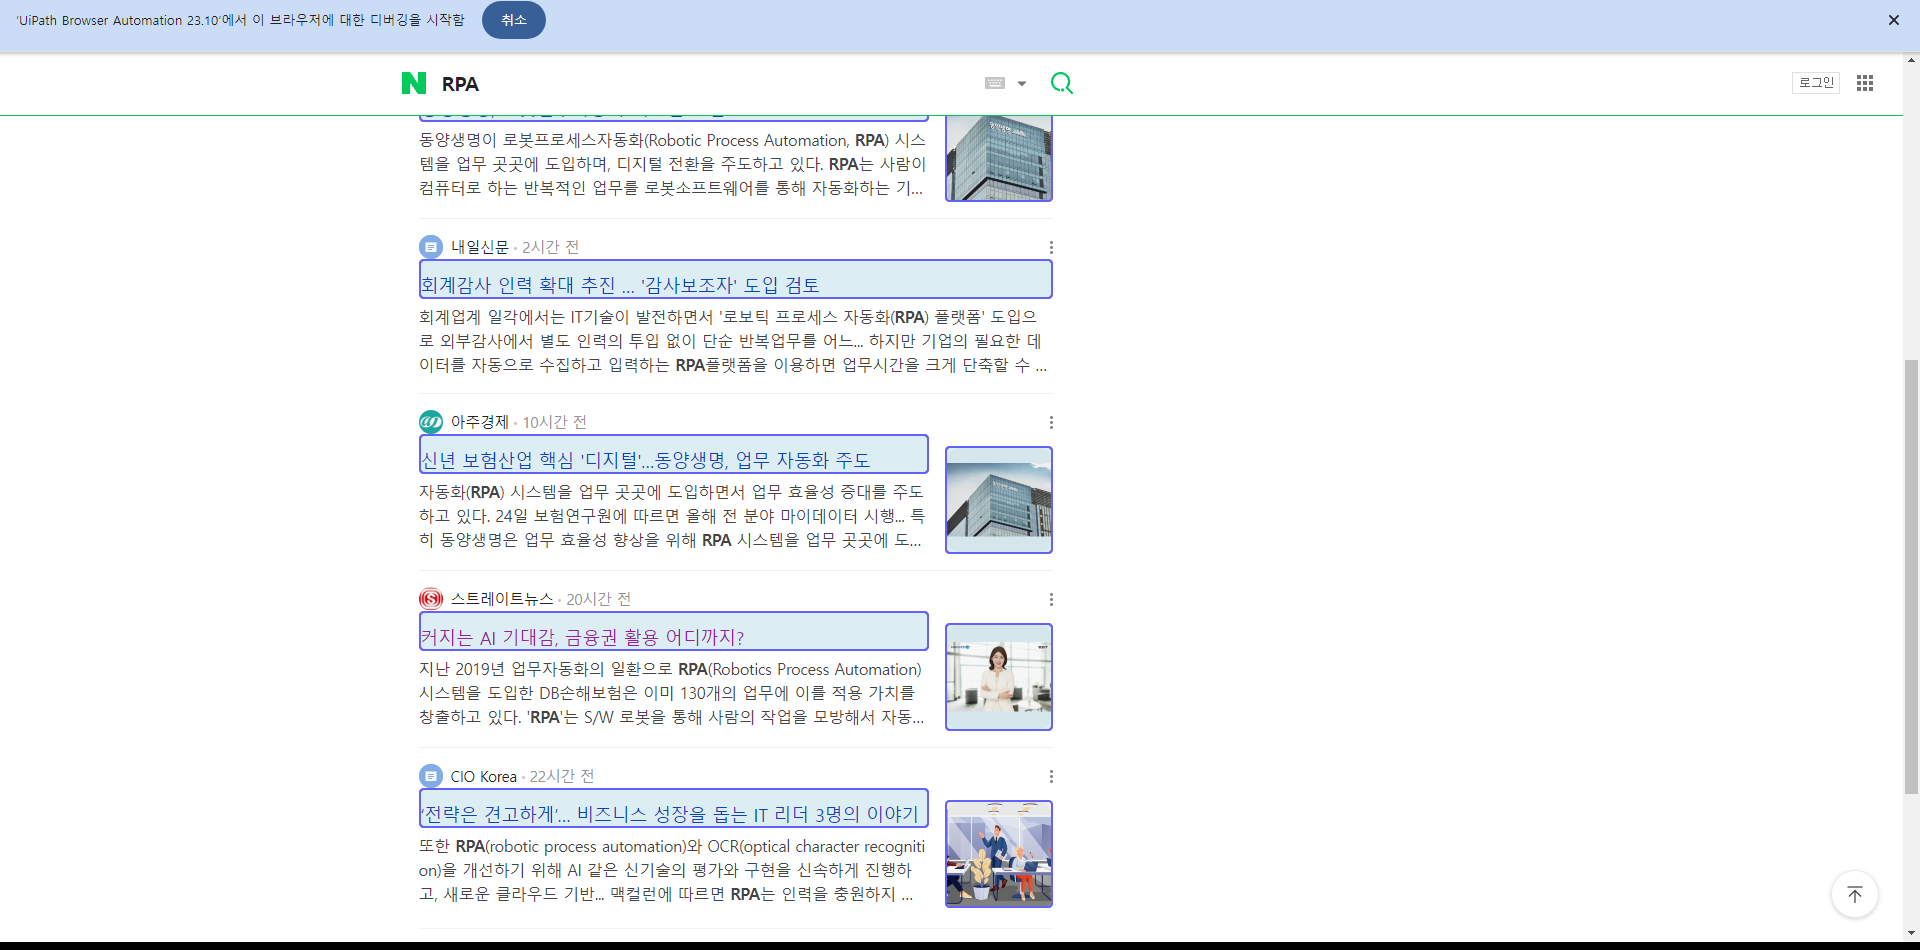 'UiPath Browser Automation 23.10'에서 이 브라우저에 대한 디버깅을 시작함 취소
RPA
로그인
동양생명이 로봇프로세스자동화(Robotic Process Automation, RPA) 시스
템을 업무 곳곳에 도입하며, 디지털 전환을 주도하고 있다. RPA는 사람이
컴퓨터로 하는 반복적인 업무를 로봇소프트웨어를 통해 자동화하는 기...
내일신문 · 2시간 전
회계감사 인력 확대 추진 ... '감사보조자' 도입 검토
회계업계 일각에서는 IT기술이 발전하면서 '로보틱 프로세스 자동화(RPA) 플랫폼' 도입으
로 외부감사에서 별도 인력의 투입 없이 단순 반복업무를 어느... 하지만 기업의 필요한 데
이터를 자동으로 수집하고 입력하는 RPA플랫폼을 이용하면 업무시간을 크게 단축할 수 ...
아주경제 · 10시간 전
신년 보험산업 핵심 '디지털'...동양생명, 업무 자동화 주도
자동화(RPA) 시스템을 업무 곳곳에 도입하면서 업무 효율성 증대를 주도
하고 있다. 24일 보험연구원에 따르면 올해 전 분야 마이데이터 시행... 특
히 동양생명은 업무 효율성 향상을 위해 RPA 시스템을 업무 곳곳에 도...
스트레이트뉴스 · 20시간 전
커지는 AI 기대감, 금융권 활용 어디까지?
지난 2019년 업무자동화의 일환으로 RPA(Robotics Process Automation)
시스템을 도입한 DB손해보험은 이미 130개의 업무에 이를 적용 가치를
창출하고 있다. 'RPA'는 S/W 로봇을 통해 사람의 작업을 모방해서 자동...
CIO Korea · 22시간 전
‘전략은 견고하게’... 비즈니스 성장을 돕는 IT 리더 3명의 이야기
또한 RPA(robotic process automation)와 OCR(optical character recogniti
on)을 개선하기 위해 AI 같은 신기술의 평가와 구현을 신속하게 진행하
고, 새로운 클라우드 기반... 맥컬런에 따르면 RPA는 인력을 충원하지 ...